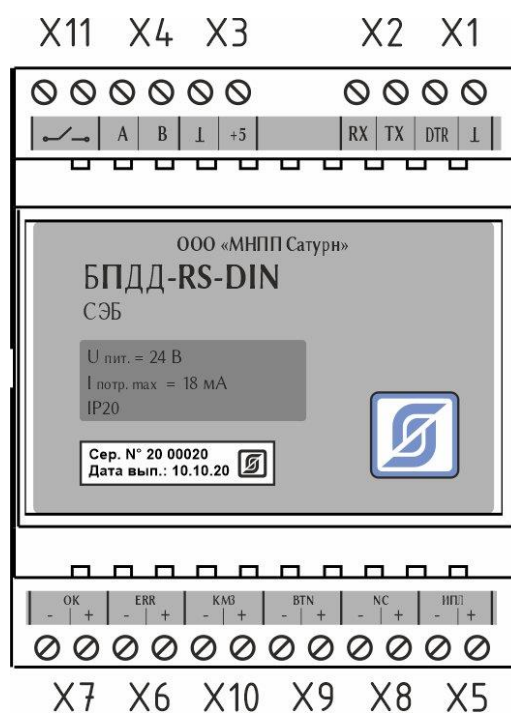 X11 X4 X3 X2 X1
A B ⊥ +5 RX TX DTR ⊥
ООО «МНПП Сатурн»
БПДД-RS-DIN
СЭБ
U пит. = 24 В
I потр. max = 18 мА
IP20
Сер. N° 20 00020
Дата вып.: 10.10.20
OK ERR КМЗ BTN NC ИПЛ
- + - + - + - + - + - +
X7 X6 X10 X9 X8 X5